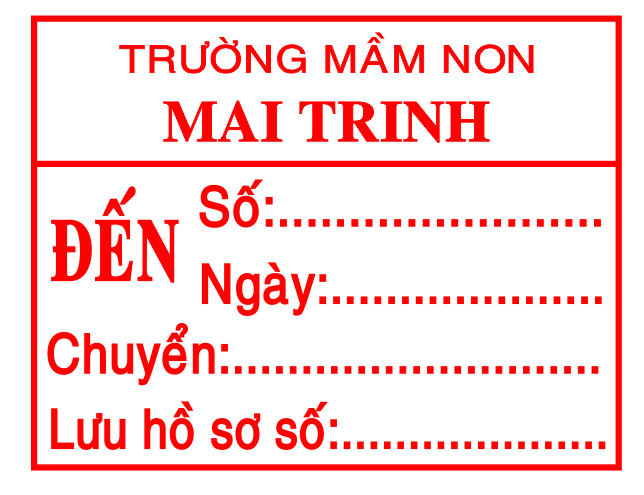 TRƯỜNG MẦM NON
MAI TRINH
ĐẾN
Số:........................
Ngày:....................
Chuyển:...........................
Lưu hồ sơ số:....................